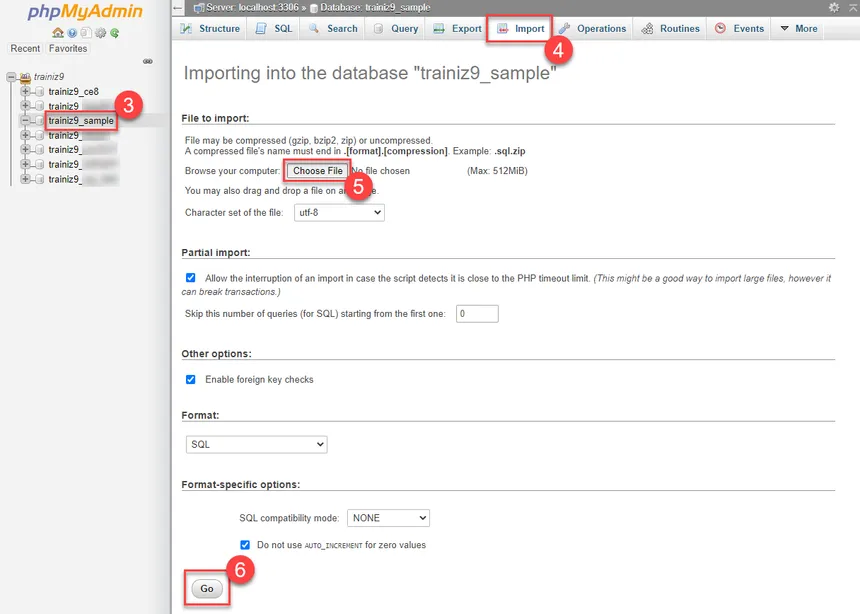 phpMyAdmin
Recent Favorites
trainiz9
trainiz9_ce8
trainiz9
3
trainiz9_sample
trainiz9_
trainiz9_
trainiz9_
trainiz9_
Server: localhost:3306 » Database: trainiz9_sample
Structure SQL Search Query Export Import Operations Routines Events More
4
Importing into the database "trainiz9_sample"
File to import:
File may be compressed (gzip, bzip2, zip) or uncompressed.
A compressed file's name must end in .[format].[compression]. Example: .sql.zip
Browse your computer: Choose File No file chosen (Max: 512MiB)
5
You may also drag and drop a file on any page.
Character set of the file: utf-8
Partial import:
Allow the interruption of an import in case the script detects it is close to the PHP timeout limit. (This might be a good way to import large files, however it
can break transactions.)
Skip this number of queries (for SQL) starting from the first one: 0
Other options:
Enable foreign key checks
Format:
SQL
Format-specific options:
SQL compatibility mode: NONE
Do not use AUTO_INCREMENT for zero values
6
Go